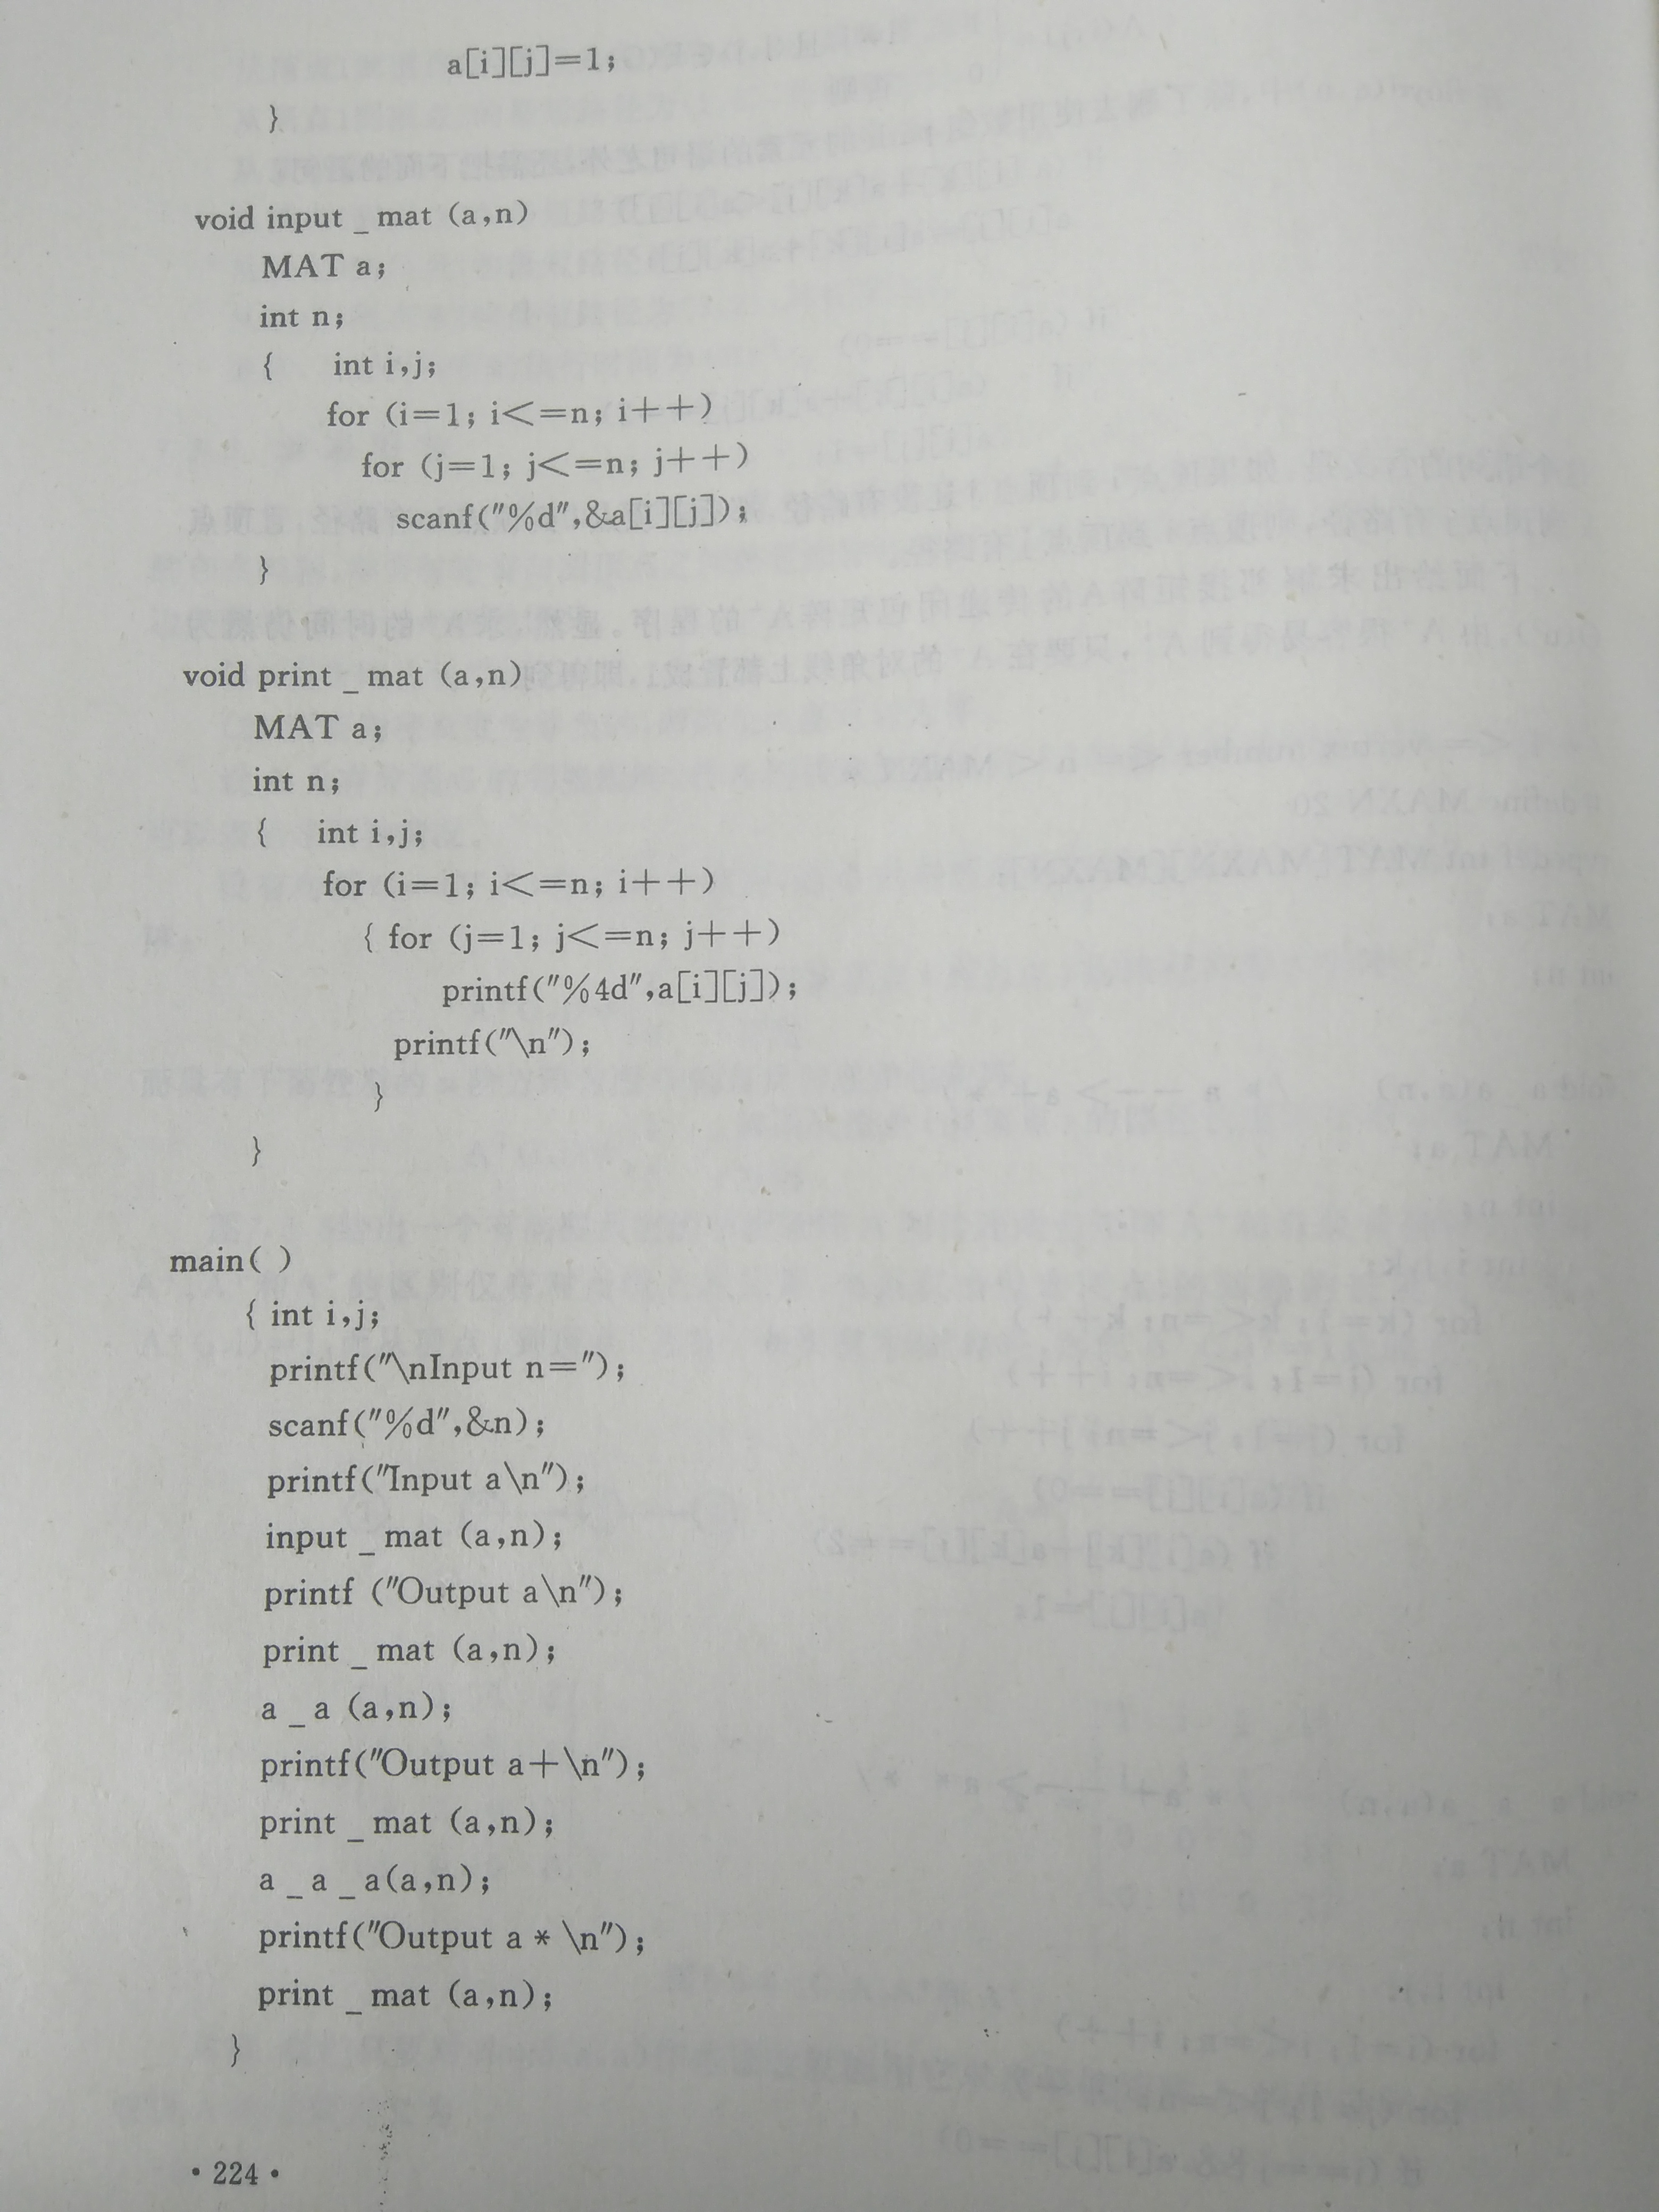 a[i][j]=1;
}
void input _ mat (a,n)
MAT a;
int n;
{ int i,j;
for (i=1; i<=n; i++)
for (j=1; j<=n; j++)
scanf("%d",&a[i][j]);
}
void print _ mat (a,n)
MAT a;
int n;
{ int i,j;
for (i=1; i<=n; i++)
{ for (j=1; j<=n; j++)
printf("%4d",a[i][j]);
printf("\n");
}
}
main( )
{ int i,j;
printf("\nInput n=");
scanf("%d",&n);
printf("Input a\n");
input _ mat (a,n);
printf ("Output a\n");
print _ mat (a,n);
a _ a (a,n);
printf("Output a+\n");
print _ mat (a,n);
a _ a _ a(a,n);
printf("Output a * \n");
print _ mat (a,n);
}
• 224 •